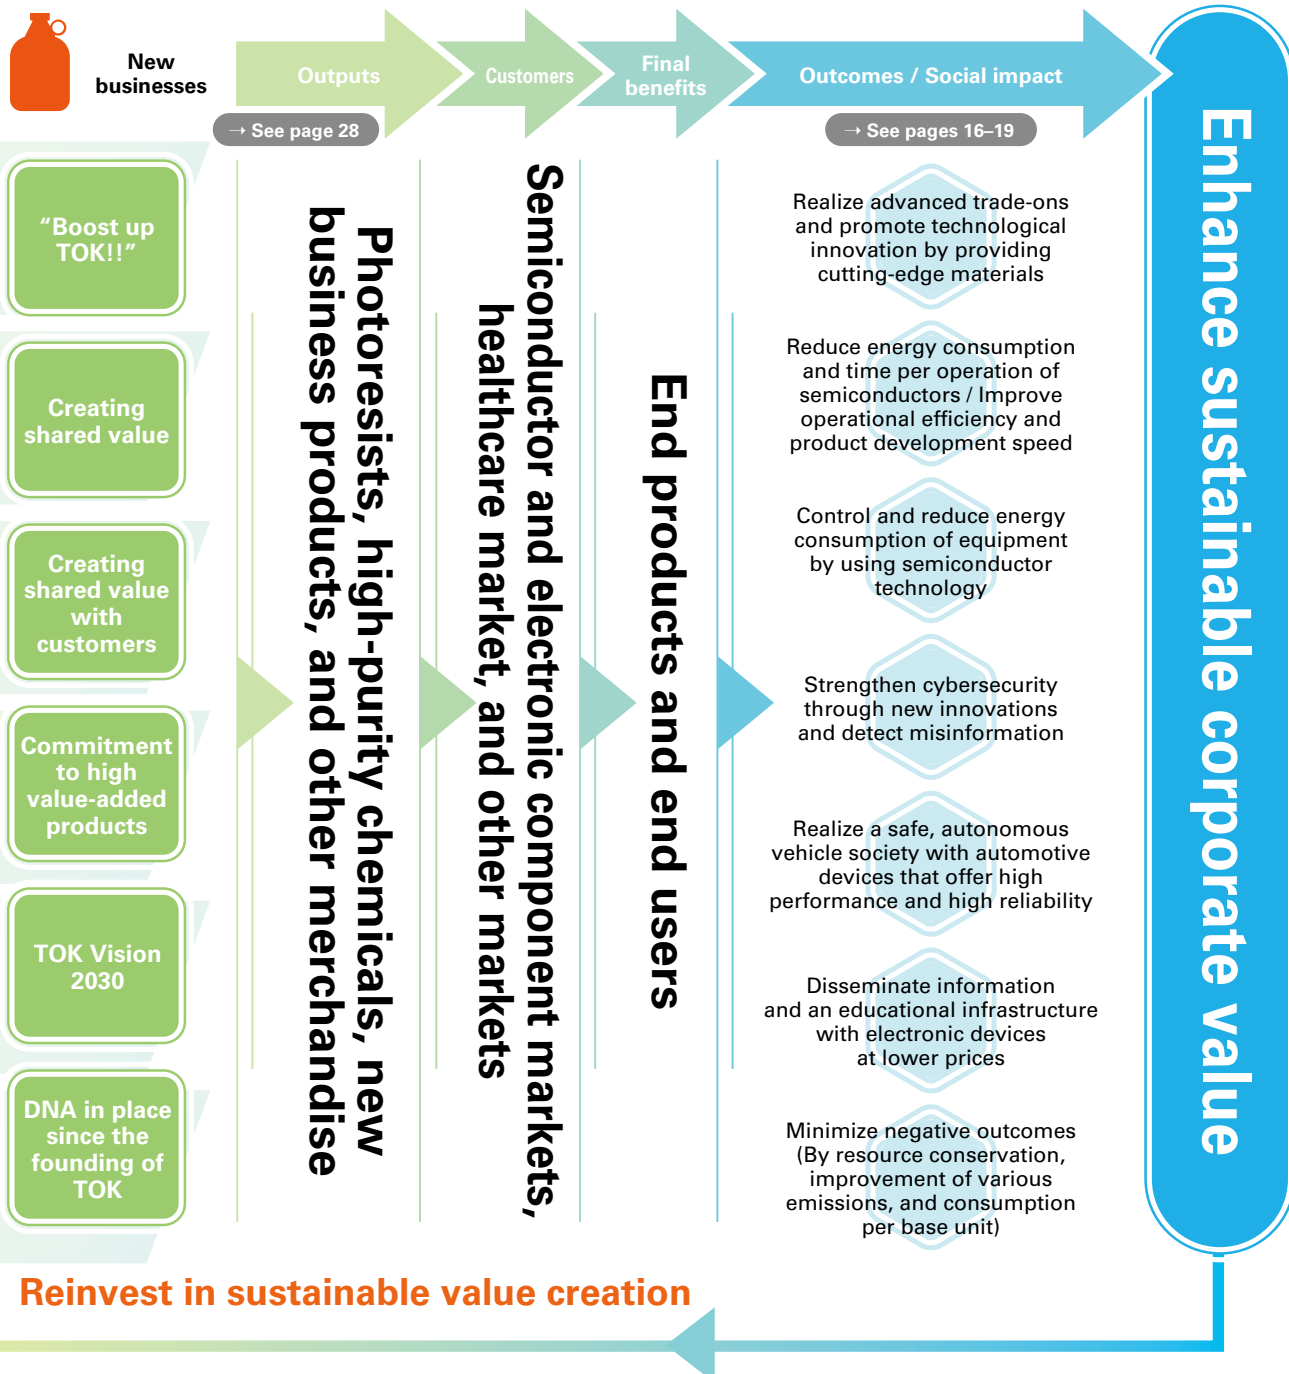 New
businesses
Outputs
Customers
Final
benefits
Outcomes / Social impact
→ See page 28
→ See pages 16–19
“Boost up
TOK!!”
Creating
shared value
Creating
shared value
with
customers
Commitment
to high
value-added
products
TOK Vision
2030
DNA in place
since the
founding of
TOK
Photoresists, high-purity chemicals, new
business products, and other merchandise
Semiconductor and electronic component markets,
healthcare market, and other markets
End products and end users
Realize advanced trade-ons
and promote technological
innovation by providing
cutting-edge materials
Reduce energy consumption
and time per operation of
semiconductors / Improve
operational efficiency and
product development speed
Control and reduce energy
consumption of equipment
by using semiconductor
technology
Strengthen cybersecurity
through new innovations
and detect misinformation
Realize a safe, autonomous
vehicle society with automotive
devices that offer high
performance and high reliability
Disseminate information
and an educational infrastructure
with electronic devices
at lower prices
Minimize negative outcomes
(By resource conservation,
improvement of various
emissions, and consumption
per base unit)
Enhance sustainable corporate value
Reinvest in sustainable value creation